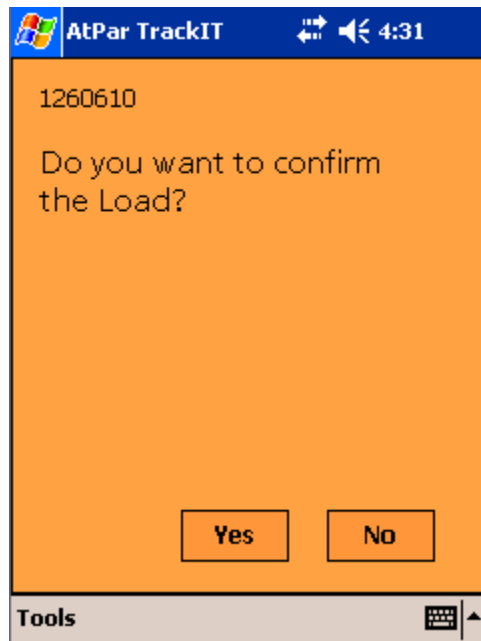 AtPar TrackIT 4:31
1260610
Do you want to confirm
the Load?
Yes No
Tools